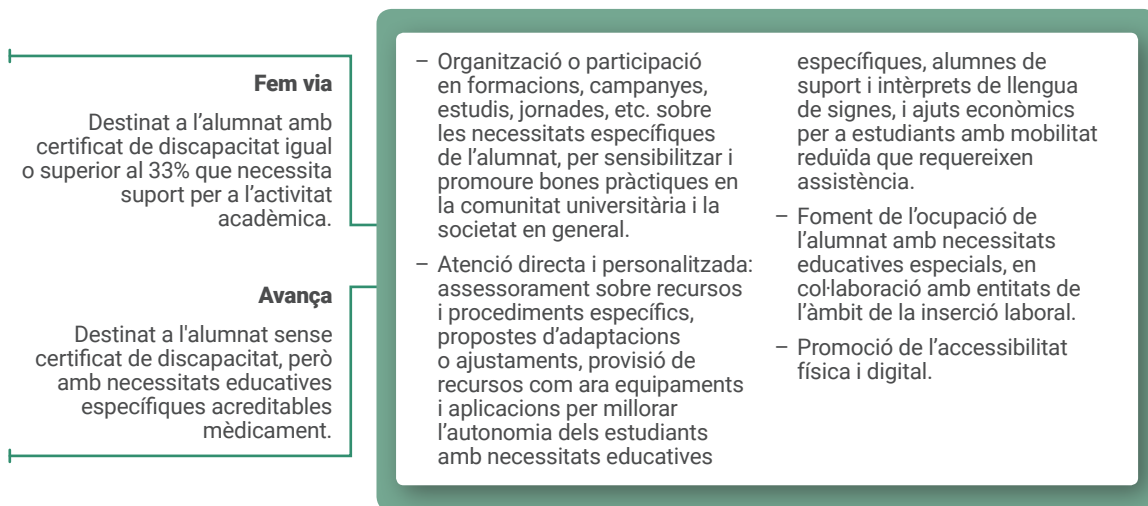 Fem via
Destinat a l’alumnat amb
certificat de discapacitat igual
o superior al 33% que necessita
suport per a l’activitat
acadèmica.
Avança
Destinat a l'alumnat sense
certificat de discapacitat, però
amb necessitats educatives
específiques acreditables
mèdicament.
– Organització o participació
en formacions, campanyes,
estudis, jornades, etc. sobre
les necessitats específiques
de l’alumnat, per sensibilitzar i
promoure bones pràctiques en
la comunitat universitària i la
societat en general.
– Atenció directa i personalitzada:
assessorament sobre recursos
i procediments específics,
propostes d’adaptacions
o ajustaments, provisió de
recursos com ara equipaments
i aplicacions per millorar
l’autonomia dels estudiants
amb necessitats educatives
específiques, alumnes de
suport i intèrprets de llengua
de signes, i ajuts econòmics
per a estudiants amb mobilitat
reduïda que requereixen
assistència.
– Foment de l’ocupació de
l’alumnat amb necessitats
educatives especials, en
col·laboració amb entitats de
l’àmbit de la inserció laboral.
– Promoció de l’accessibilitat
física i digital.